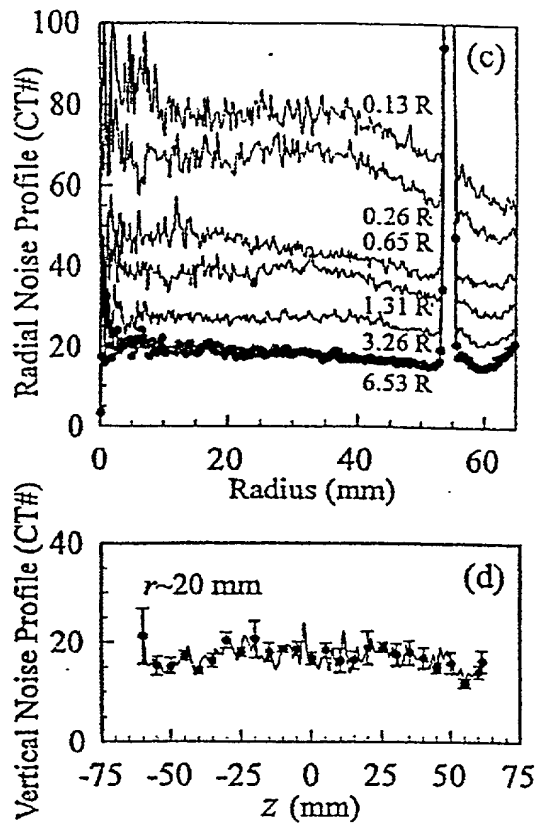 Radial Noise Profile (CT#)
100
80
60
40
20
0
(c)
0.13 R
0.26 R
0.65 R
1.31 R
3.26 R
6.53 R
0
20
40
60
Radius (mm)
Vertical Noise Profile (CT#)
40
20
0
(d)
r~20 mm
-75
-50
-25
0
25
50
75
z (mm)